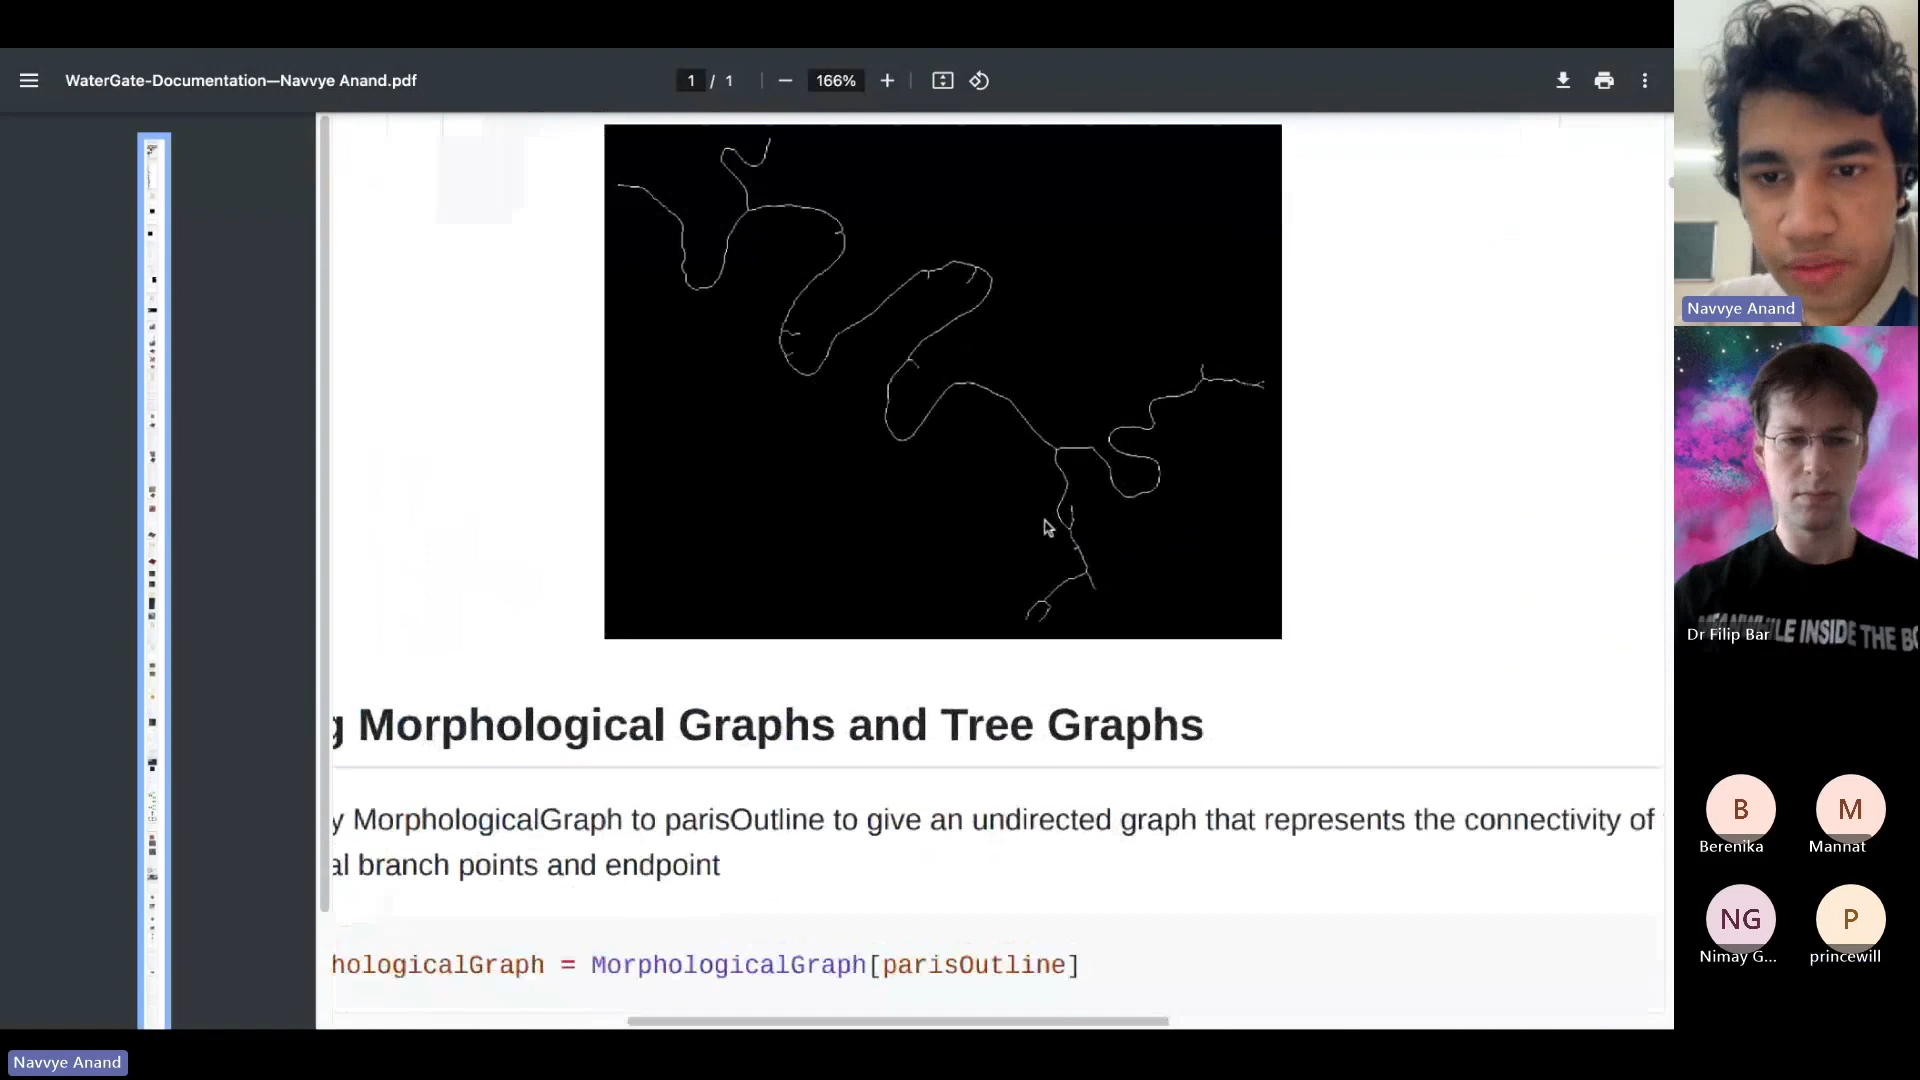 WaterGate-Documentation—Navvye Anand.pdf
1 / 1
166%
g Morphological Graphs and Tree Graphs
y MorphologicalGraph to parisOutline to give an undirected graph that represents the connectivity of
al branch points and endpoint
hologicalGraph = MorphologicalGraph[parisOutline]
Navvye Anand
Dr Filip Bar
LE INSIDE THE
B
M
Berenika
Mannat
NG
P
Nimay G...
princewill
Navvye Anand